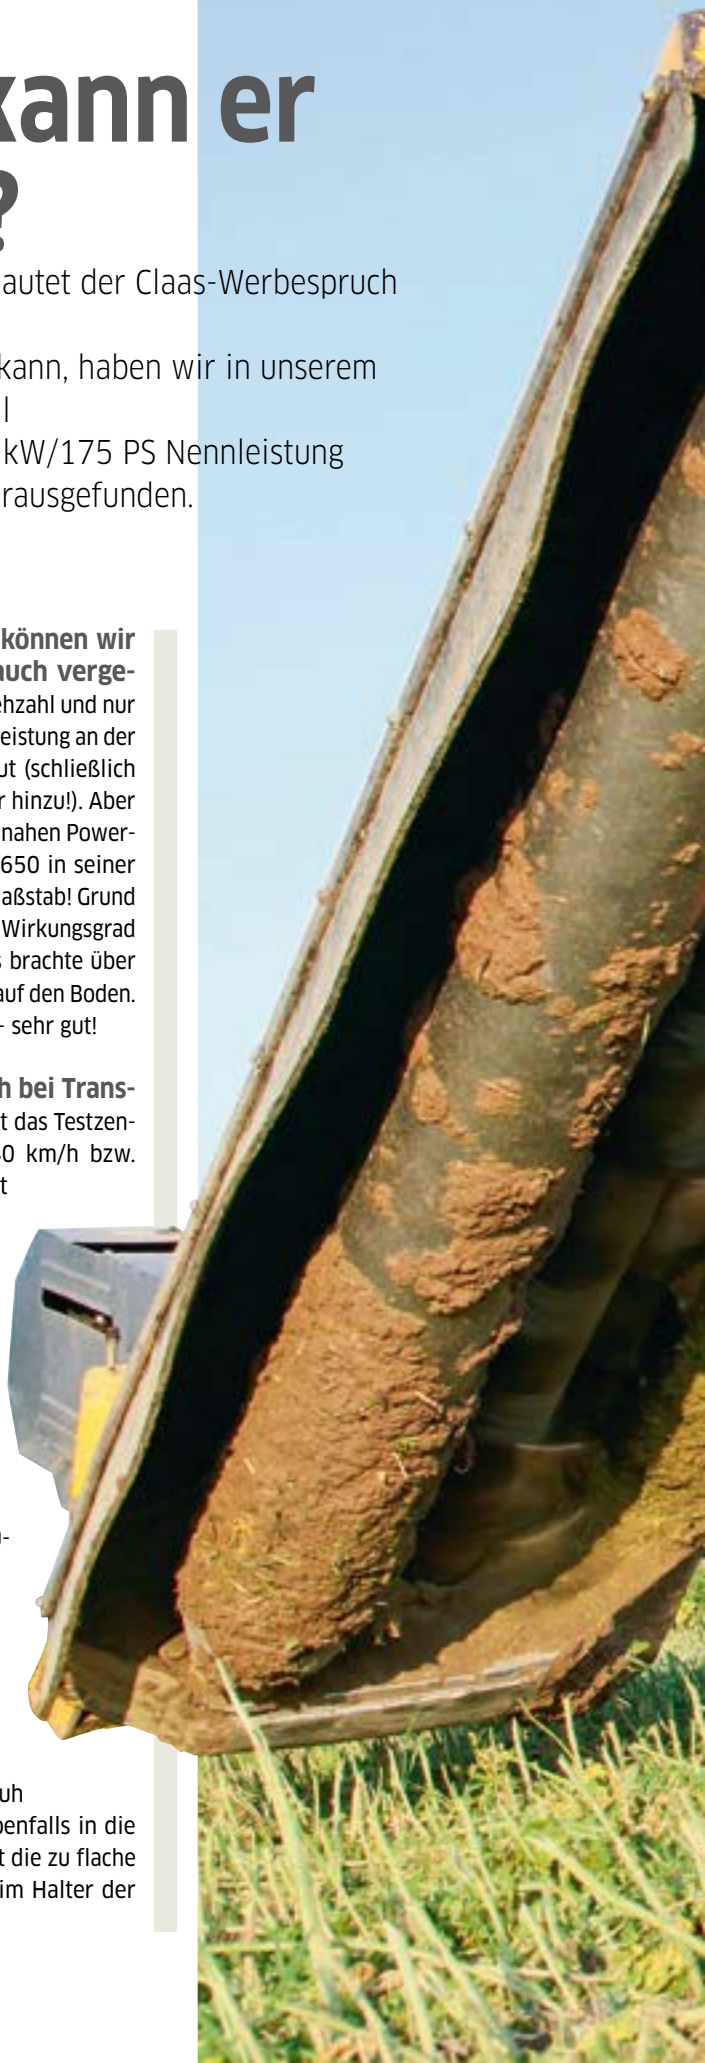 kann er
?
autet der Claas-Werbespruch
kann, haben wir in unserem
l
kW/175 PS Nennleistung
rausgefunden.
können wir
auch verge-
ehzahl und nur
eistung an der
ut (schließlich
r hinzu!). Aber
snahen Power-
650 in seiner
aßstab! Grund
Wirkungsgrad
s brachte über
auf den Boden.
– sehr gut!
h bei Trans-
t das Testzen-
40 km/h bzw.
t
uh
benfalls in die
t die zu flache
im Halter der